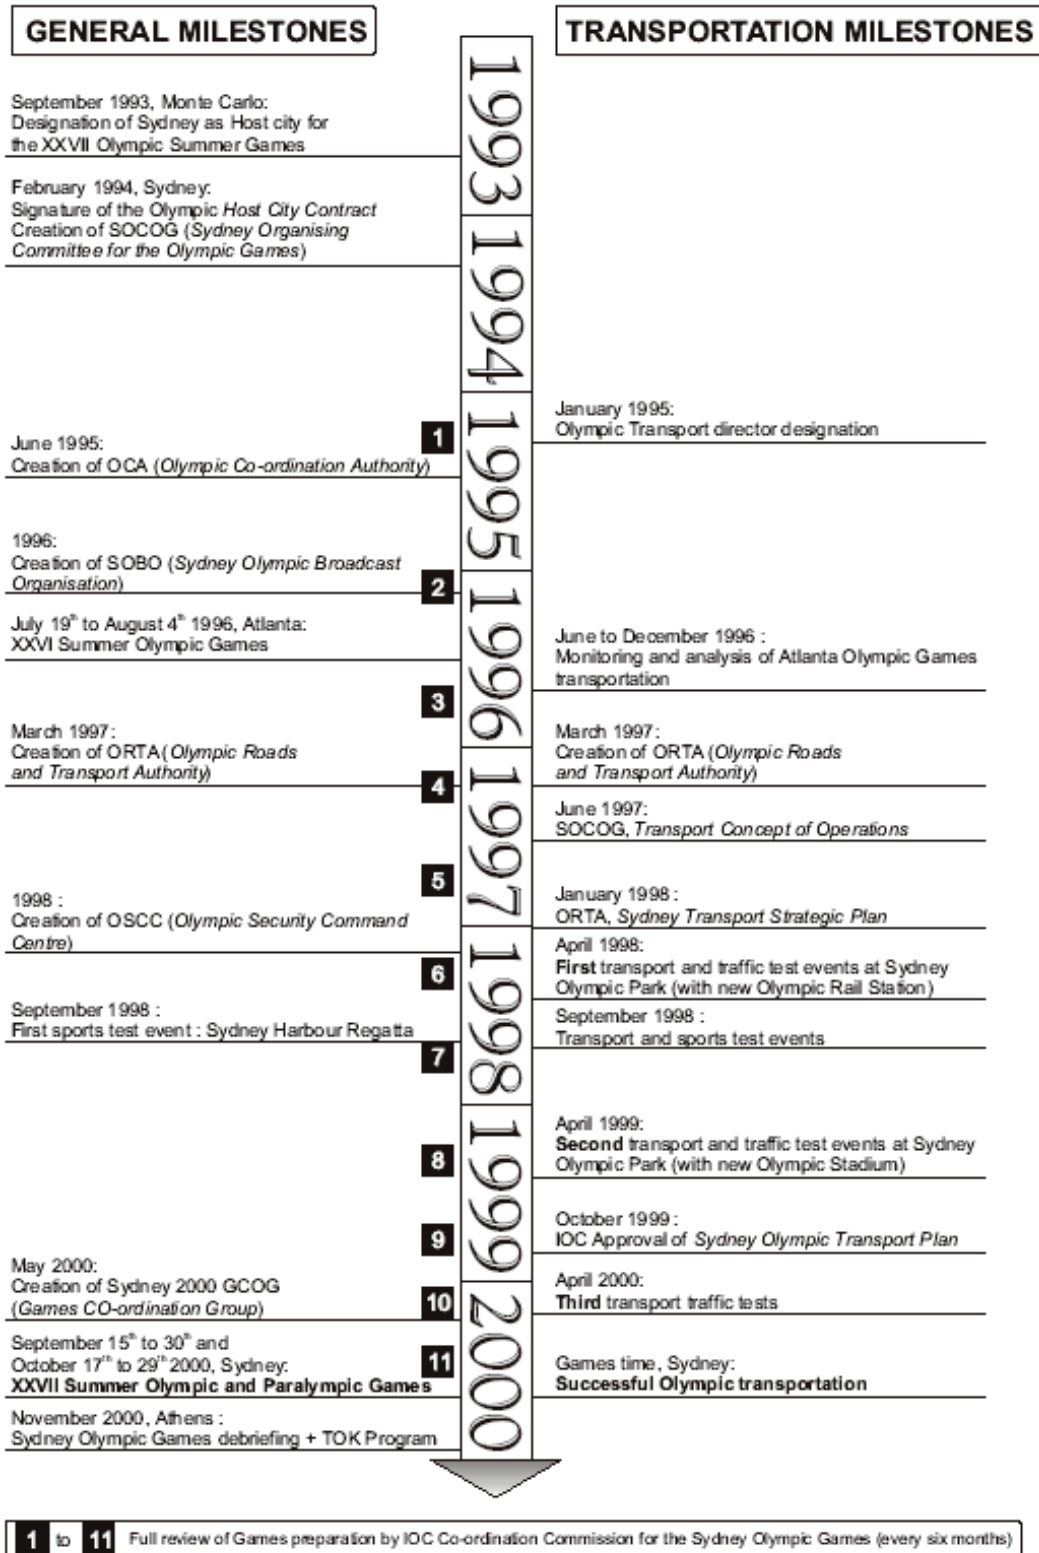 GENERAL MILESTONES
TRANSPORTATION MILESTONES
1993
September 1993, Monte Carlo:
Designation of Sydney as Host city for
the XXVII Olympic Summer Games
February 1994, Sydney:
Signature of the Olympic Host City Contract
Creation of SOCOG (Sydney Organising
Committee for the Olympic Games)
1994
January 1995:
Olympic Transport director designation
1
June 1995:
Creation of OCA (Olympic Co-ordination Authority)
1995
1996:
Creation of SOBO (Sydney Olympic Broadcast
Organisation)
2
July 19th to August 4th 1996, Atlanta:
XXVI Summer Olympic Games
1996
June to December 1996 :
Monitoring and analysis of Atlanta Olympic Games
transportation
3
March 1997:
Creation of ORTA (Olympic Roads
and Transport Authority)
March 1997:
Creation of ORTA (Olympic Roads
and Transport Authority)
4
1997
June 1997:
SOCOG, Transport Concept of Operations
5
1998 :
Creation of OSCC (Olympic Security Command
Centre)
January 1998 :
ORTA, Sydney Transport Strategic Plan
April 1998:
First transport and traffic test events at Sydney
Olympic Park (with new Olympic Rail Station)
6
1998
September 1998 :
First sports test event : Sydney Harbour Regatta
September 1998 :
Transport and sports test events
7
April 1999:
Second transport and traffic test events at Sydney
Olympic Park (with new Olympic Stadium)
8
1999
October 1999 :
IOC Approval of Sydney Olympic Transport Plan
9
May 2000:
Creation of Sydney 2000 GCOG
(Games CO-ordination Group)
April 2000:
Third transport traffic tests
10
2000
September 15th to 30th and
October 17th to 29th 2000, Sydney:
XXVII Summer Olympic and Paralympic Games
11
Games time, Sydney:
Successful Olympic transportation
November 2000, Athens :
Sydney Olympic Games debriefing + TOK Program
1 to 11 Full review of Games preparation by IOC Co-ordination Commission for the Sydney Olympic Games (every six months)